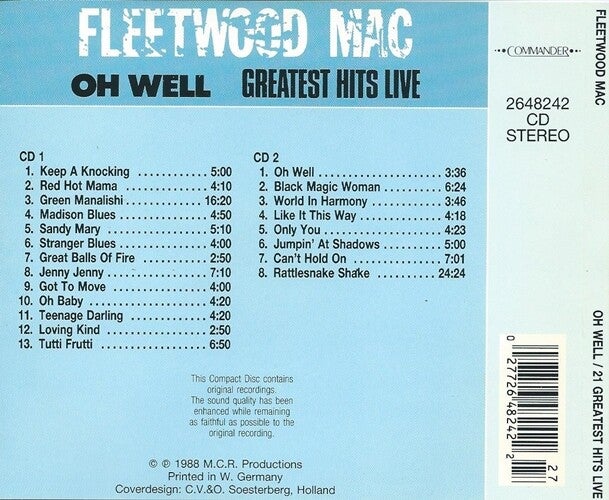 FLEETWOOD MAC
OH WELL GREATEST HITS LIVE
CD 1
1. Keep A Knocking ............ 5:00
2. Red Hot Mama ............... 4:10
3. Green Manalishi ............ 16:20
4. Madison Blues .............. 4:50
5. Sandy Mary ................. 5:10
6. Stranger Blues ............. 4:00
7. Great Balls Of Fire ........ 2:50
8. Jenny Jenny ................ 7:10
9. Got To Move ................ 4:00
10. Oh Baby ................... 4:20
11. Teenage Darling ........... 4:20
12. Loving Kind ............... 2:50
13. Tutti Frutti .............. 6:50
CD 2
1. Oh Well .................... 3:36
2. Black Magic Woman .......... 6:24
3. World In Harmony ........... 3:46
4. Like It This Way ........... 4:18
5. Only You ................... 4:23
6. Jumpin' At Shadows ......... 5:00
7. Can't Hold On .............. 7:01
8. Rattlesnake Shake .......... 24:24
This Compact Disc contains
original recordings.
The sound quality has been
enhanced while remaining
as faithful as possible to the
original recording.
© ℗ 1988 M.C.R. Productions
Printed in W. Germany
Coverdesign: C.V.&O. Soesterberg, Holland
COMMANDER
2648242
CD
STEREO
0 27726 48242 2
27
FLEETWOOD MAC
OH WELL / 21 GREATEST HITS LIVE